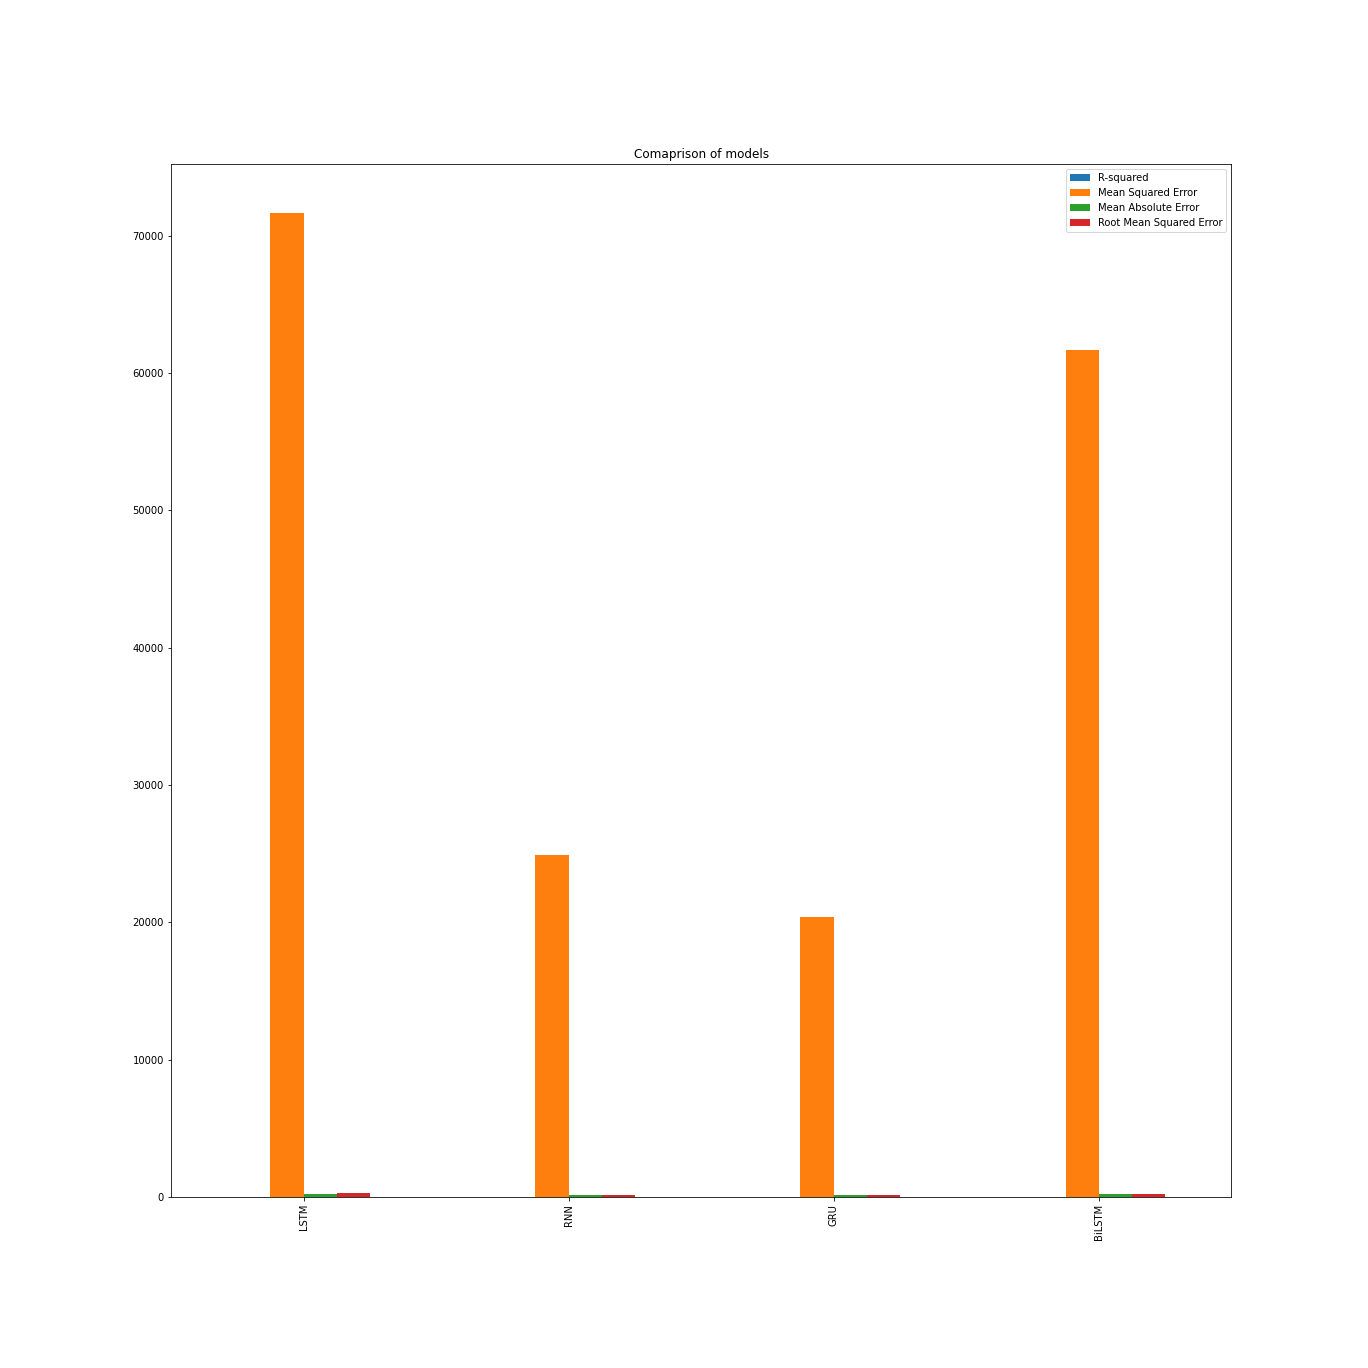 Comaprison of models
R-squared
Mean Squared Error
Mean Absolute Error
Root Mean Squared Error
70000
60000
50000
40000
30000
20000
10000
0
LSTM
RNN
GRU
BiLSTM